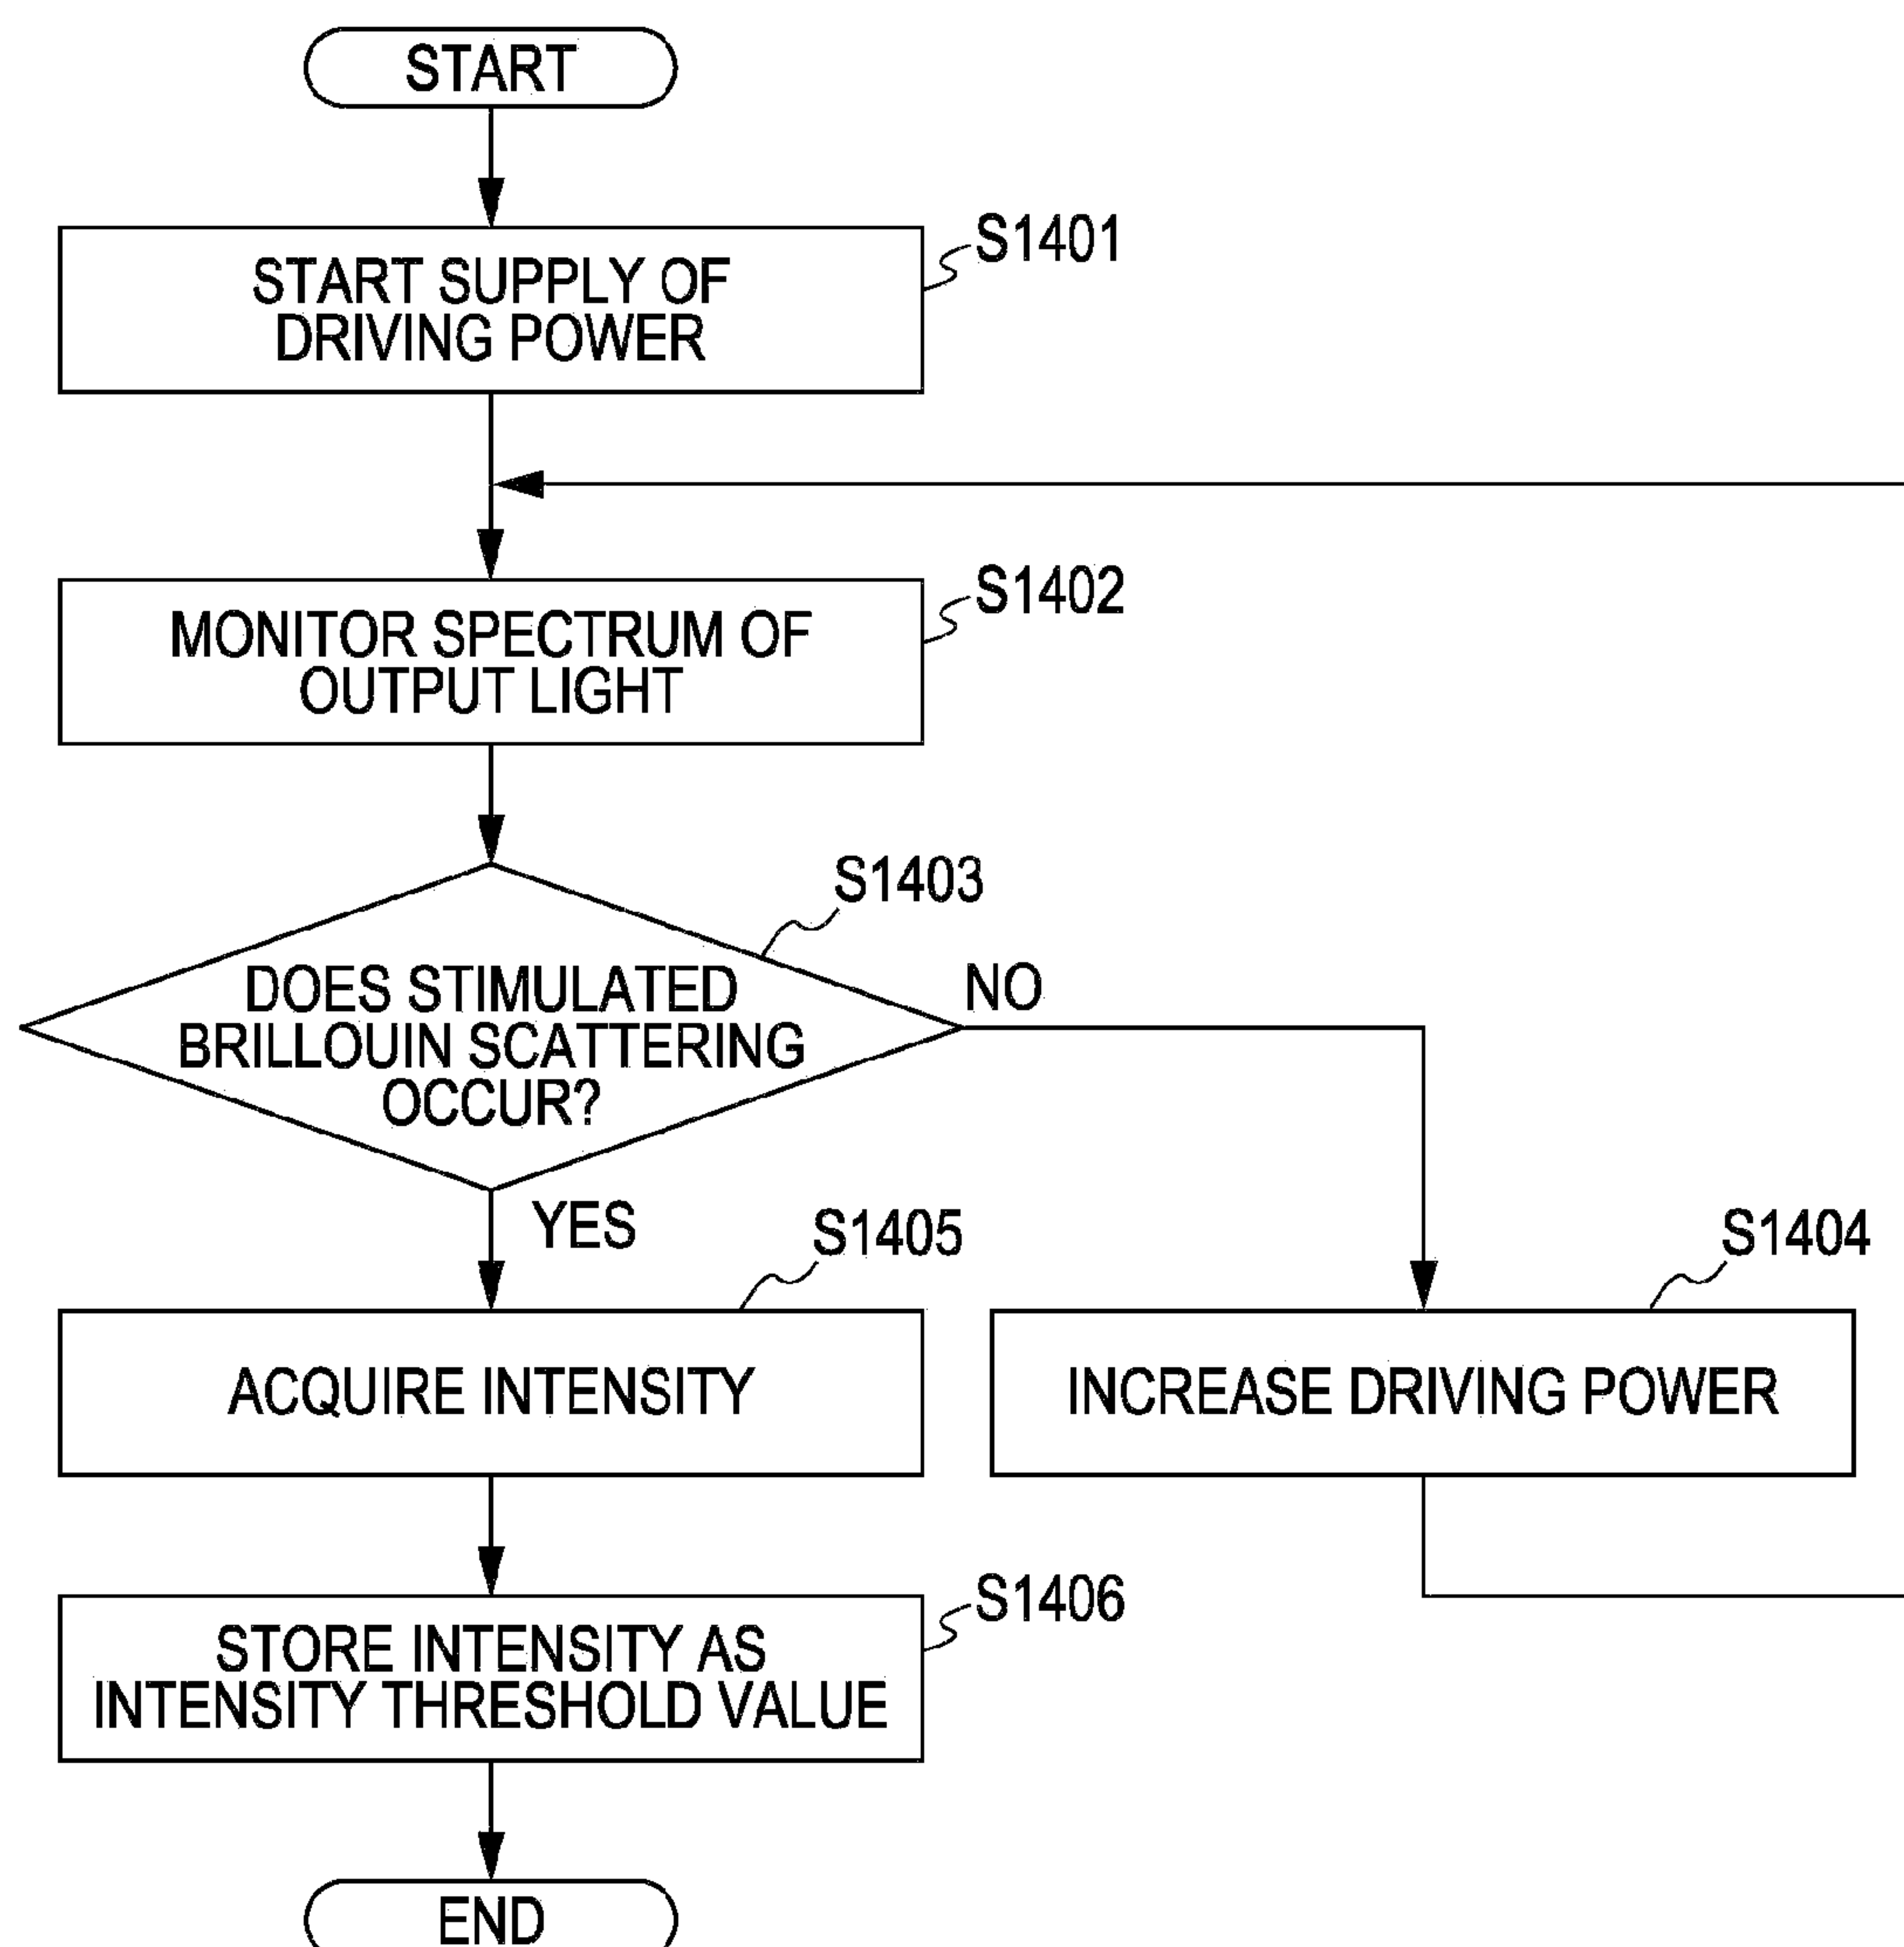 START
S1401
START SUPPLY OF
DRIVING POWER
S1402
MONITOR SPECTRUM OF
OUTPUT LIGHT
S1403
DOES STIMULATED
BRILLOUIN SCATTERING
OCCUR?
NO
YES
S1405
S1404
ACQUIRE INTENSITY
INCREASE DRIVING POWER
S1406
STORE INTENSITY AS
INTENSITY THRESHOLD VALUE
END